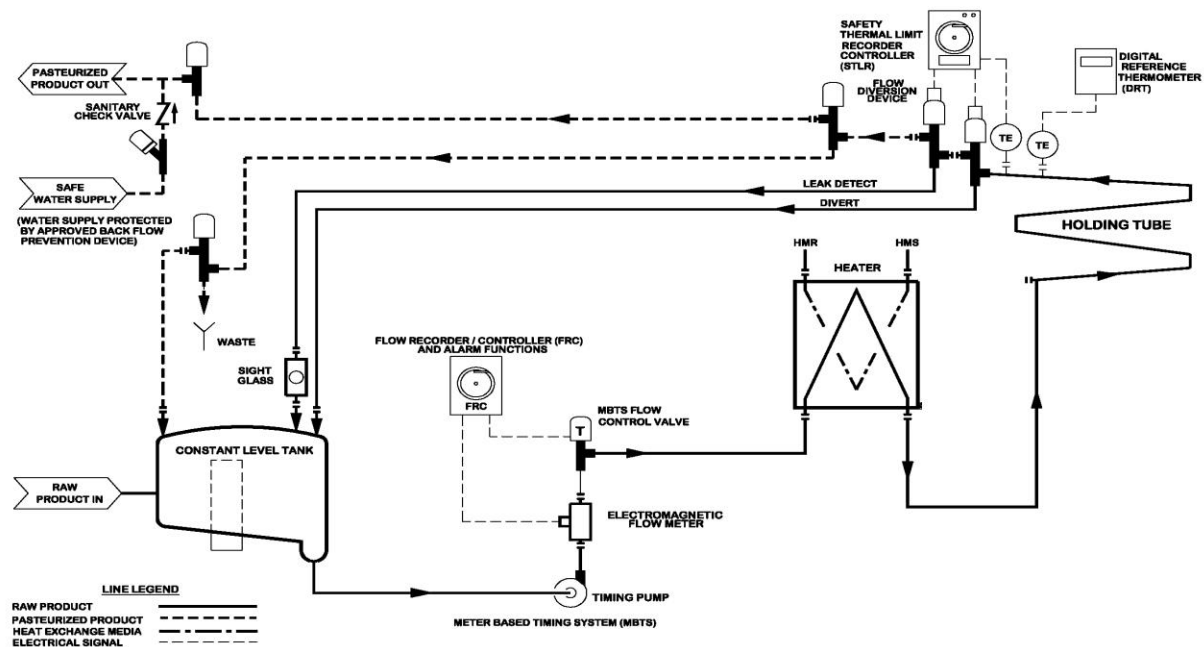 SAFETY
THERMAL LIMIT
RECORDER
CONTROLLER
(STLR)
DIGITAL
REFERENCE
THERMOMETER
(DRT)
PASTEURIZED
PRODUCT OUT
FLOW
DIVERSION
DEVICE
SANITARY
CHECK VALVE
TE
TE
SAFE
WATER SUPPLY
LEAK DETECT
DIVERT
(WATER SUPPLY PROTECTED
BY APPROVED BACK FLOW
PREVENTION DEVICE)
HOLDING TUBE
HMR
HMS
HEATER
WASTE
FLOW RECORDER / CONTROLLER (FRC)
AND ALARM FUNCTIONS
SIGHT
GLASS
FRC
MBTS FLOW
CONTROL VALVE
T
CONSTANT LEVEL TANK
RAW
PRODUCT IN
ELECTROMAGNETIC
FLOW METER
TIMING PUMP
METER BASED TIMING SYSTEM (MBTS)
LINE LEGEND
RAW PRODUCT
PASTEURIZED PRODUCT
HEAT EXCHANGE MEDIA
ELECTRICAL SIGNAL